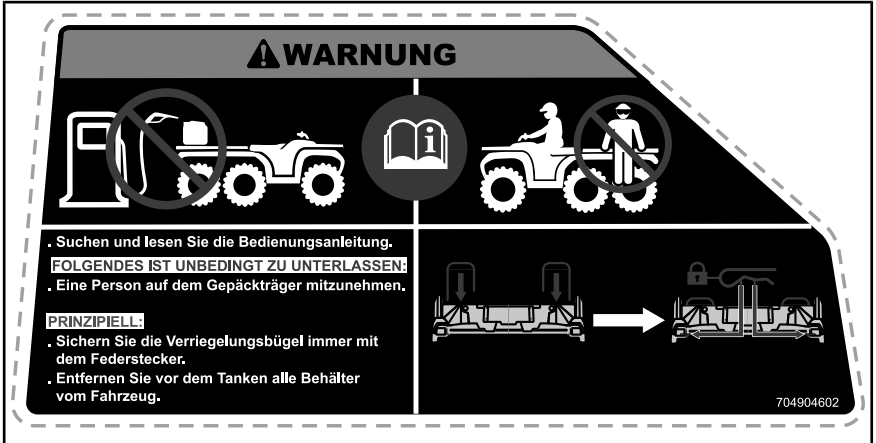 WARNUNG
. Suchen und lesen Sie die Bedienungsanleitung.
FOLGENDES IST UNBEDINGT ZU UNTERLASSEN:
. Eine Person auf dem Gepäckträger mitzunehmen.
PRINZIPIELL:
. Sichern Sie die Verriegelungsbügel immer mit
dem Federstecker.
. Entfernen Sie vor dem Tanken alle Behälter
vom Fahrzeug.
704904602